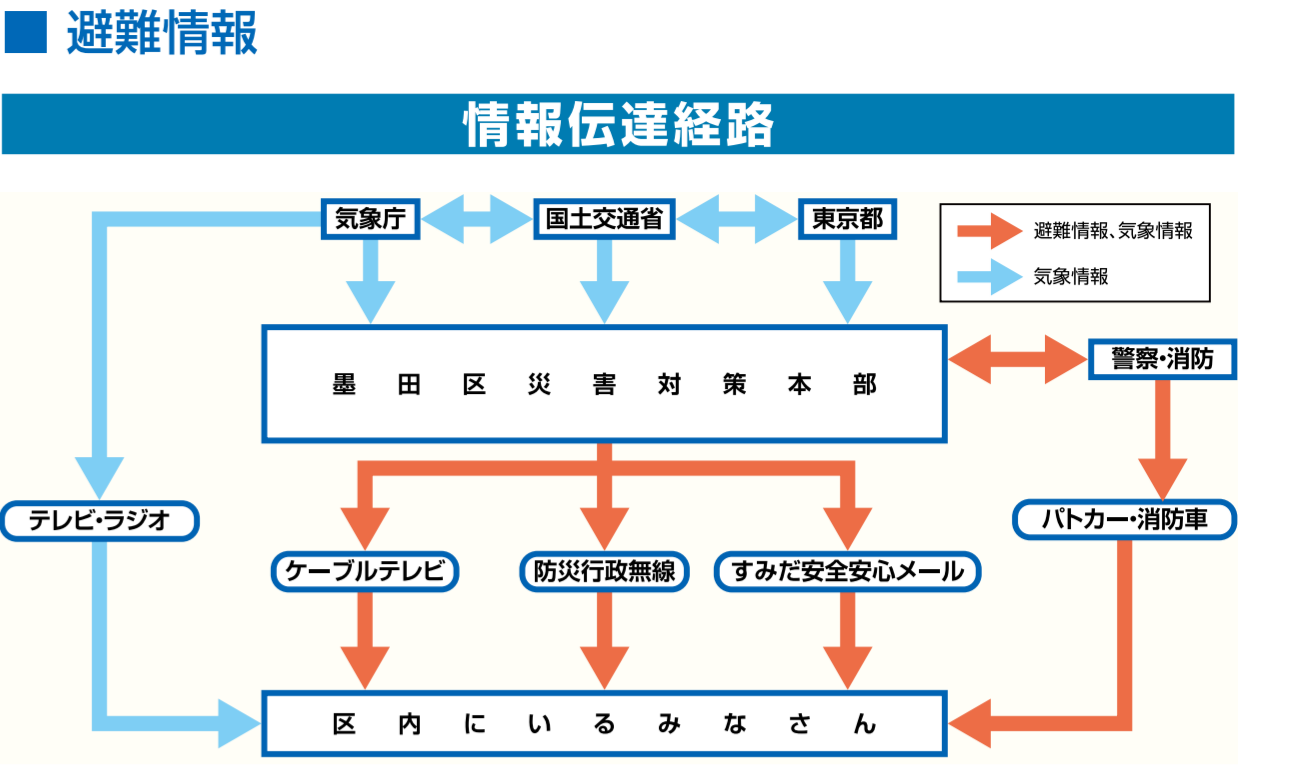 ■ 避難情報
情報伝達経路
気象庁
国土交通省
東京都
避難情報、気象情報
気象情報
墨田区災害対策本部
警察・消防
テレビ・ラジオ
パトカー・消防車
ケーブルテレビ
防災行政無線
すみだ安全安心メール
区内にいるみなさん